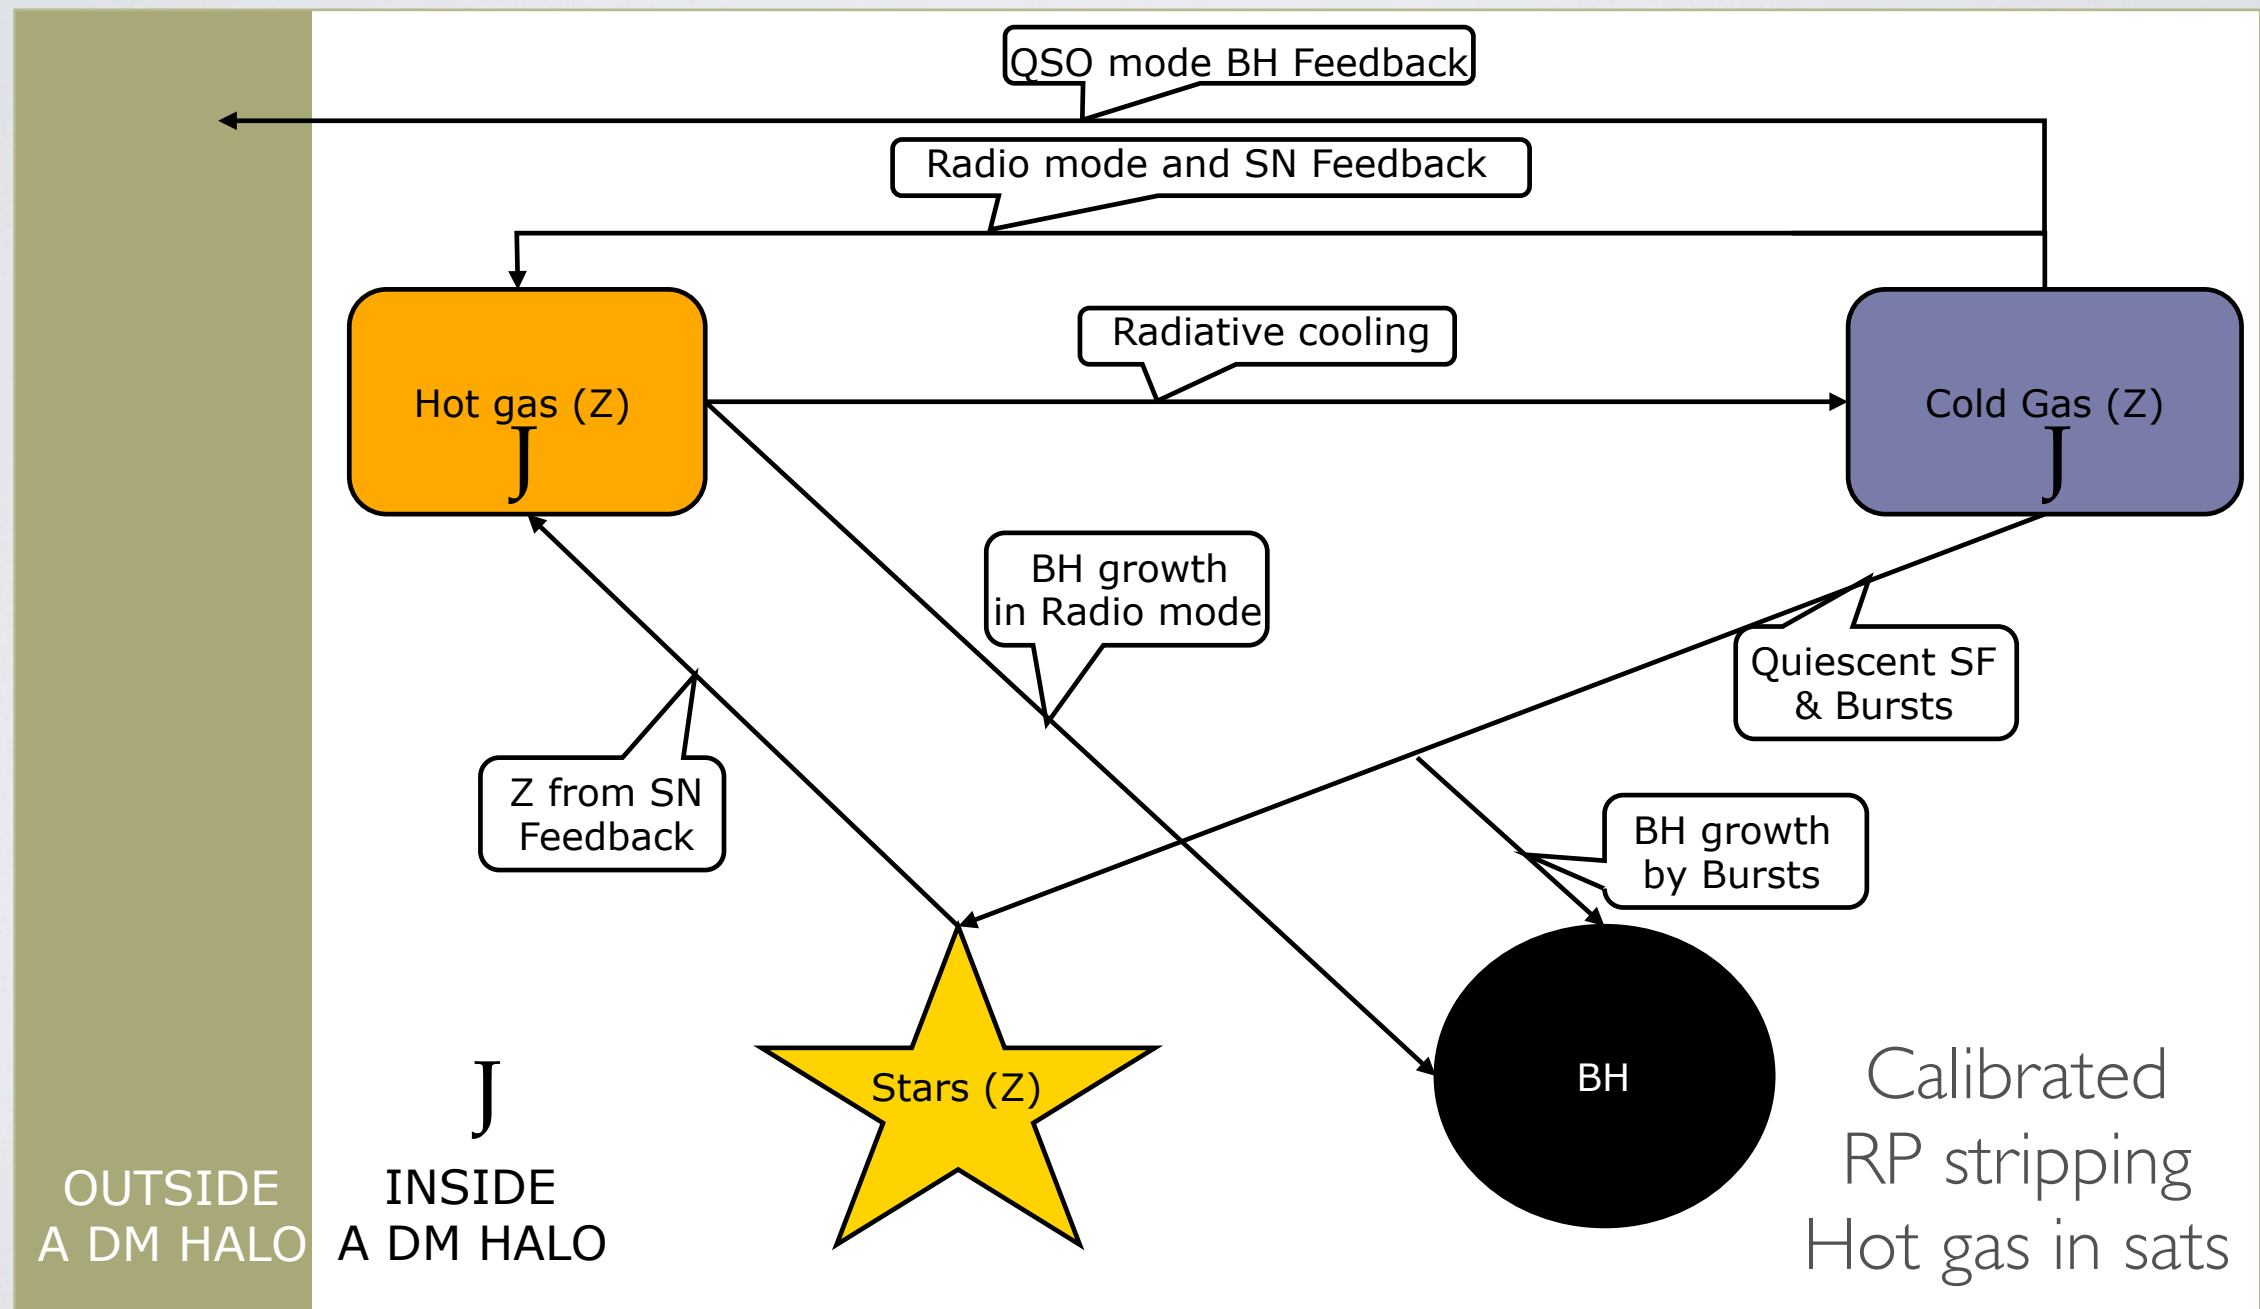 QSO mode BH Feedback
Radio mode and SN Feedback
Radiative cooling
Hot gas (Z)
J
Cold Gas (Z)
J
BH growth
in Radio mode
Quiescent SF
& Bursts
Z from SN
Feedback
BH growth
by Bursts
Stars (Z)
BH
J
OUTSIDE
A DM HALO
INSIDE
A DM HALO
Calibrated
RP stripping
Hot gas in sats